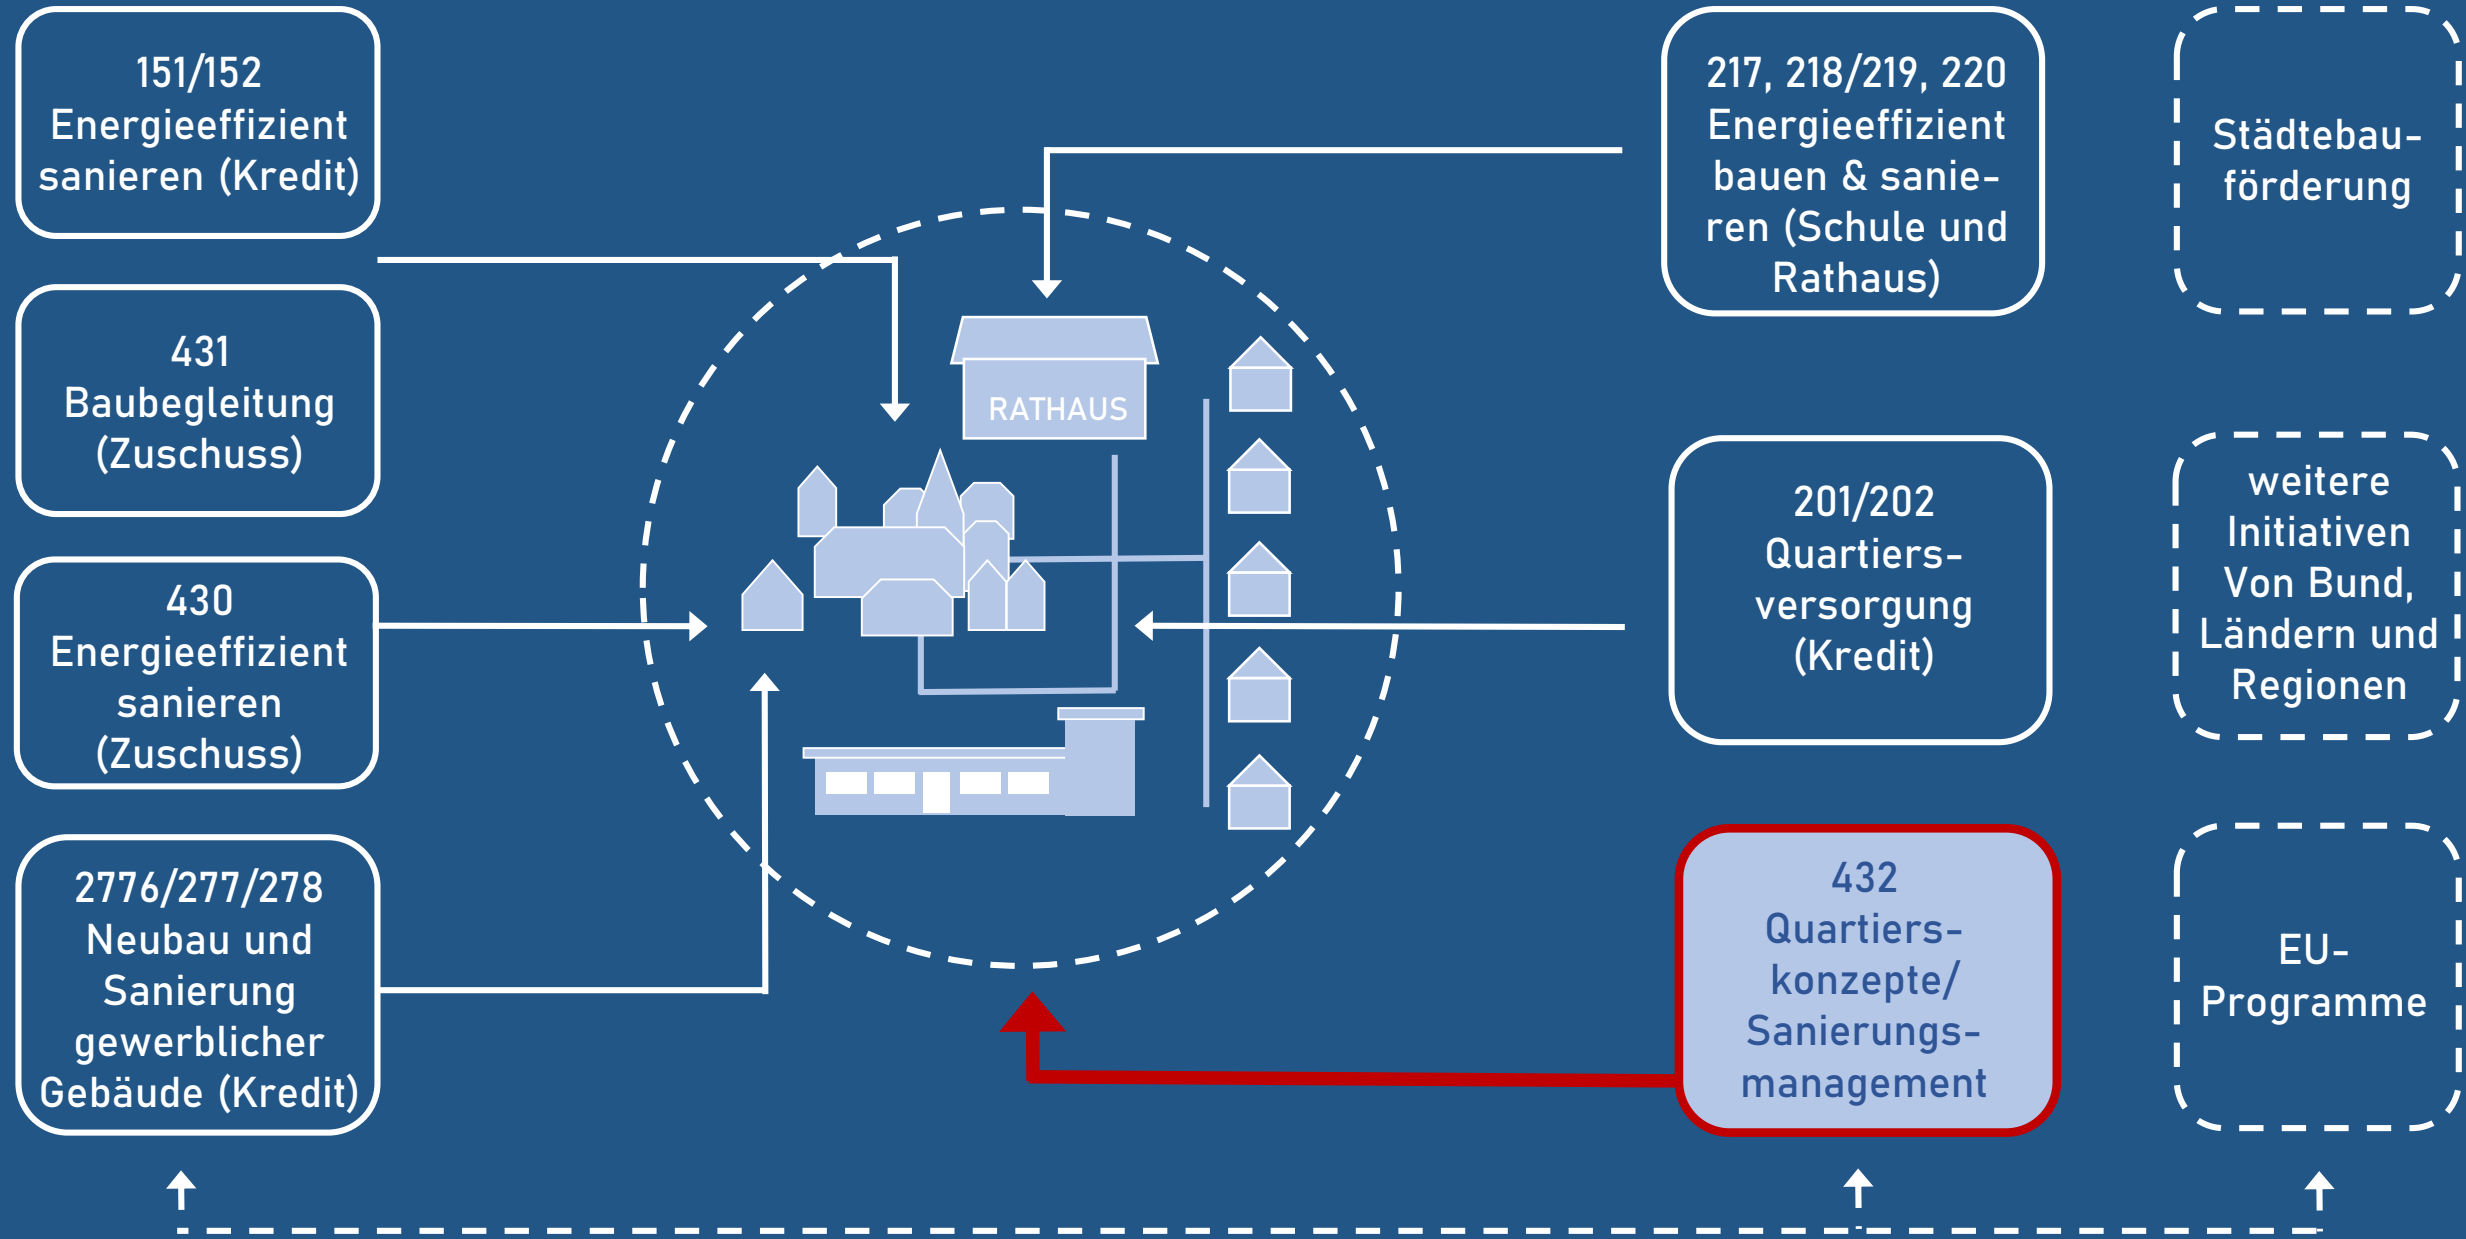 151/152
Energieeffizient
sanieren (Kredit)
431
Baubegleitung
(Zuschuss)
430
Energieeffizient
sanieren
(Zuschuss)
2776/277/278
Neubau und
Sanierung
gewerblicher
Gebäude (Kredit)
RATHAUS
217, 218/219, 220
Energieeffizient
bauen & sanie-
ren (Schule und
Rathaus)
201/202
Quartiers-
versorgung
(Kredit)
432
Quartiers-
konzepte/
Sanierungs-
management
Städtebau-
förderung
weitere
Initiativen
Von Bund,
Ländern und
Regionen
EU-
Programme